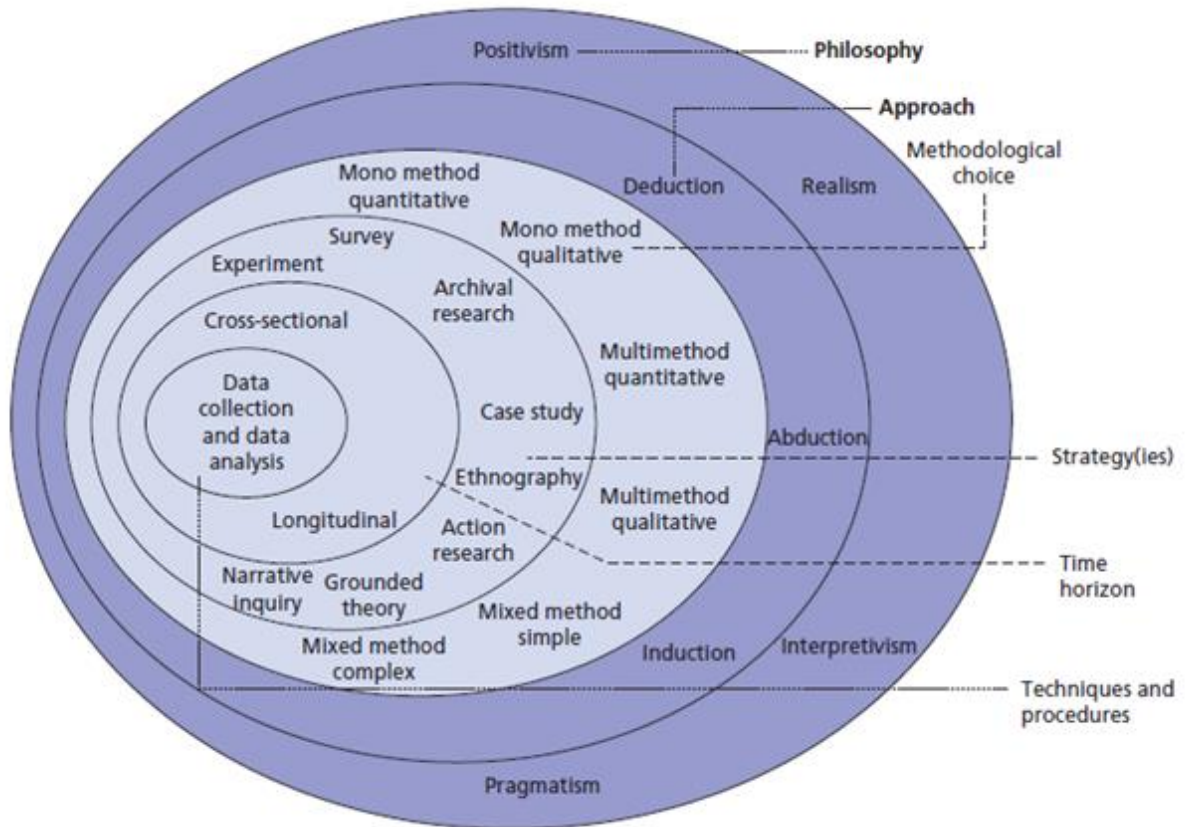 Positivism
Philosophy
Approach
Methodological
choice
Mono method
quantitative
Deduction
Realism
Survey
Mono method
qualitative
Experiment
Archival
research
Cross-sectional
Multimethod
quantitative
Data
collection
and data
analysis
Case study
Abduction
Strategy(ies)
Ethnography
Multimethod
qualitative
Longitudinal
Action
research
Time
horizon
Narrative
inquiry
Grounded
theory
Mixed method
simple
Mixed method
complex
Induction
Interpretivism
Techniques and
procedures
Pragmatism